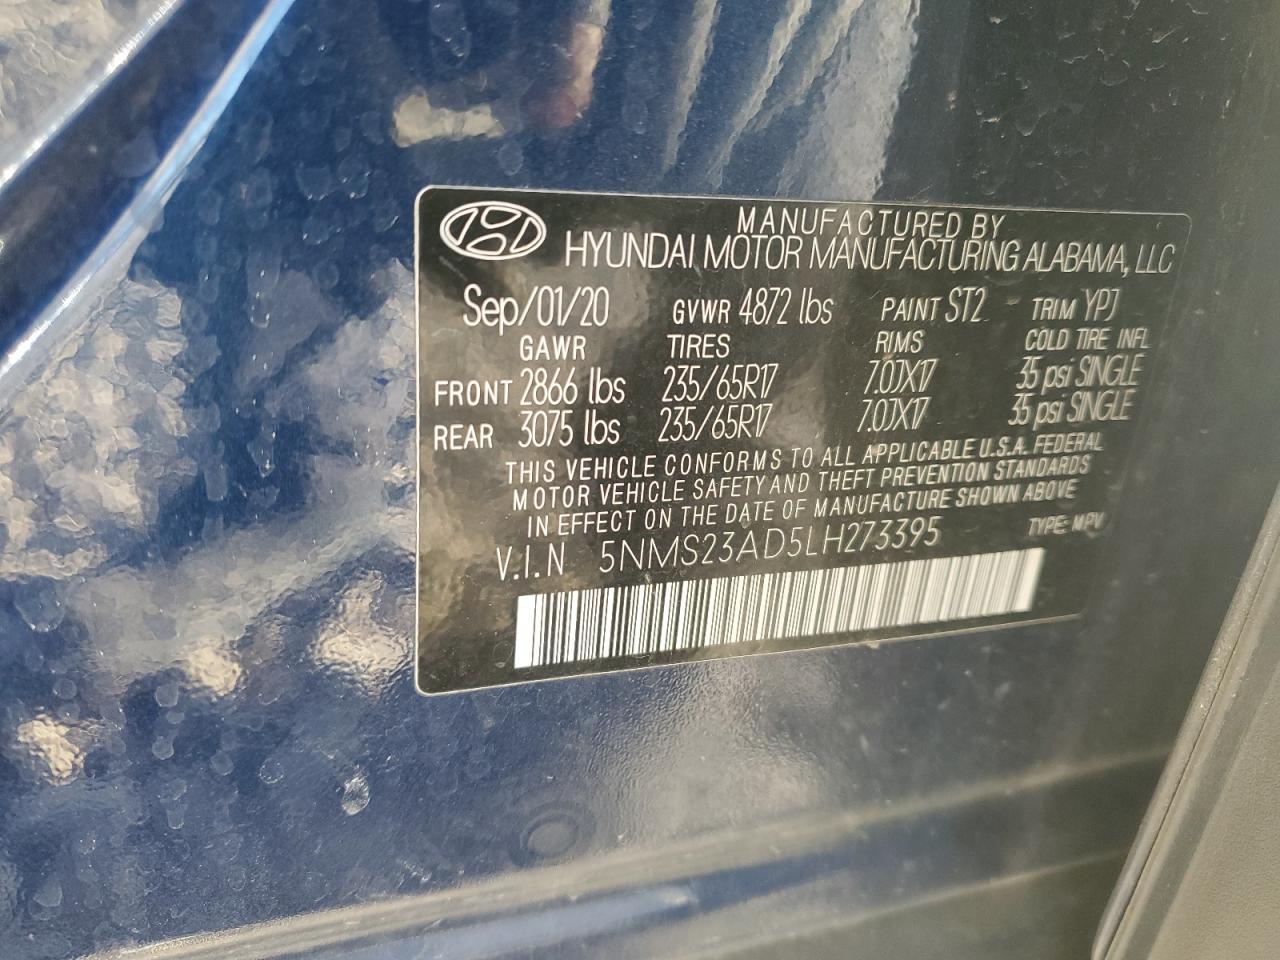 MANUFACTURED BY
HYUNDAI MOTOR MANUFACTURING ALABAMA, LLC
Sep/01/20 GVWR 4872 lbs PAINT ST2 TRIM YPJ
GAWR TIRES RIMS COLD TIRE INFL
FRONT 2866 lbs 235/65R17 7.0JX17 35 psi SINGLE
REAR 3075 lbs 235/65R17 7.0JX17 35 psi SINGLE
THIS VEHICLE CONFORMS TO ALL APPLICABLE U.S.A. FEDERAL
MOTOR VEHICLE SAFETY AND THEFT PREVENTION STANDARDS
IN EFFECT ON THE DATE OF MANUFACTURE SHOWN ABOVE
V.I.N 5NMS23AD5LH273395 TYPE: MPV